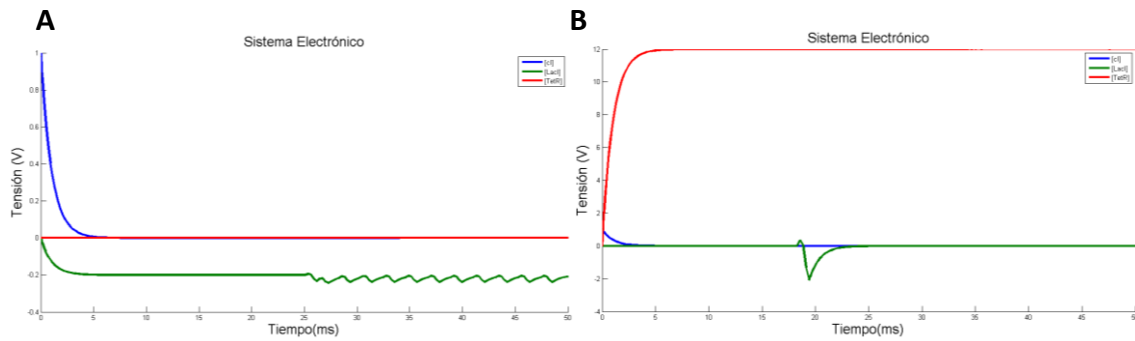 A
Sistema Electrónico
1
0.8
0.6
0.4
0.2
0
-0.2
-0.4
0 5 10 15 20 25 30 35 40 45 50
Tensión (V)
Tiempo(ms)
[cI]
[LacI]
[TetR]
B
Sistema Electrónico
12
10
8
6
4
2
0
-2
-4
0 5 10 15 20 25 30 35 40 45 50
Tensión (V)
Tiempo(ms)
[cI]
[LacI]
[TetR]